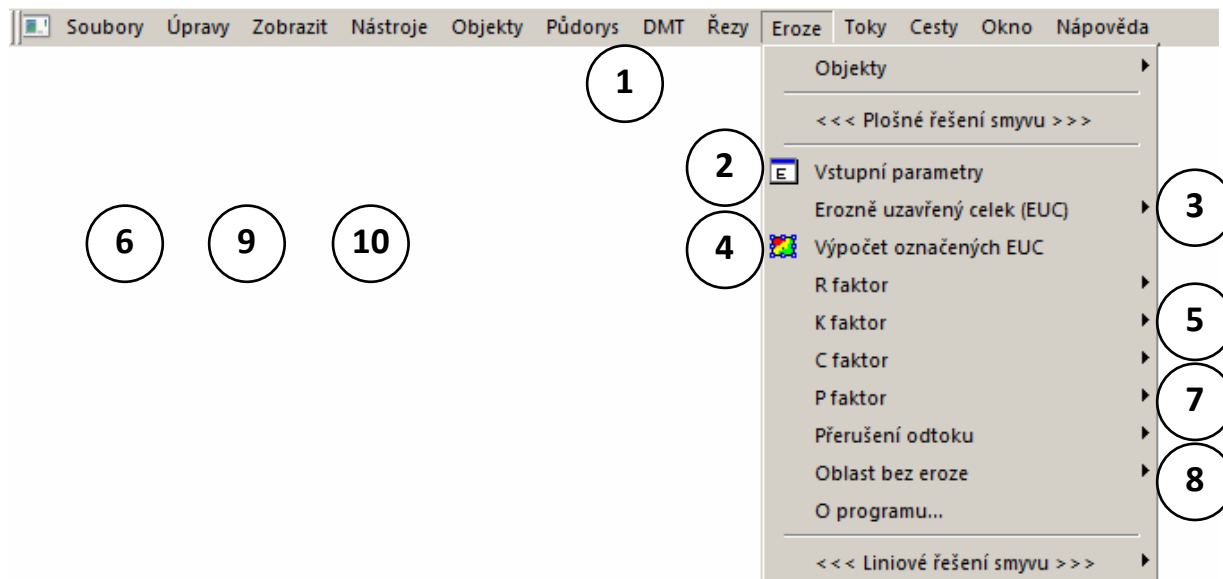 Soubory Úpravy Zobrazit Nástroje Objekty Půdorys DMT Řezy Eroze Toky Cesty Okno Nápověda
1
Objekty
<<< Plošné řešení smyvu >>>
2
Vstupní parametry
Erozně uzavřený celek (EUC)
3
6
9
10
4
Výpočet označených EUC
R faktor
K faktor
5
C faktor
P faktor
7
Přerušení odtoku
Oblast bez eroze
8
O programu...
<<< Liniové řešení smyvu >>>